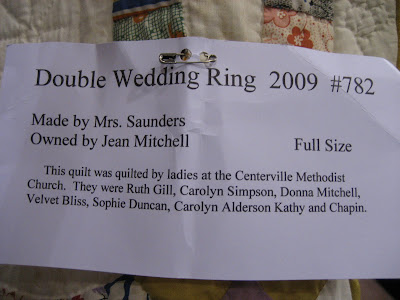 Double Wedding Ring 2009 #782
Made by Mrs. Saunders
Owned by Jean Mitchell Full Size
This quilt was quilted by ladies at the Centerville Methodist
Church. They were Ruth Gill, Carolyn Simpson, Donna Mitchell,
Velvet Bliss, Sophie Duncan, Carolyn Alderson Kathy and Chapin.